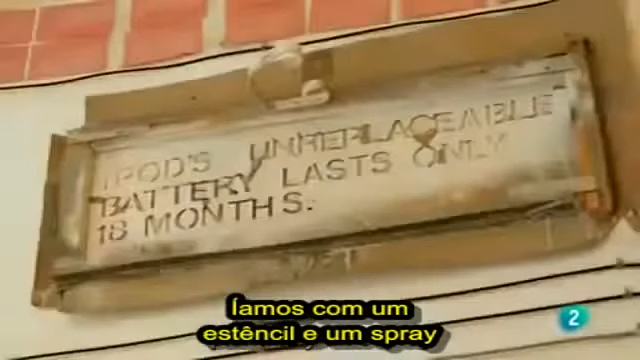 IPOD'S UNREPLACEABLE
BATTERY LASTS ONLY
18 MONTHS.
Íamos com um
estêncil e um spray
2